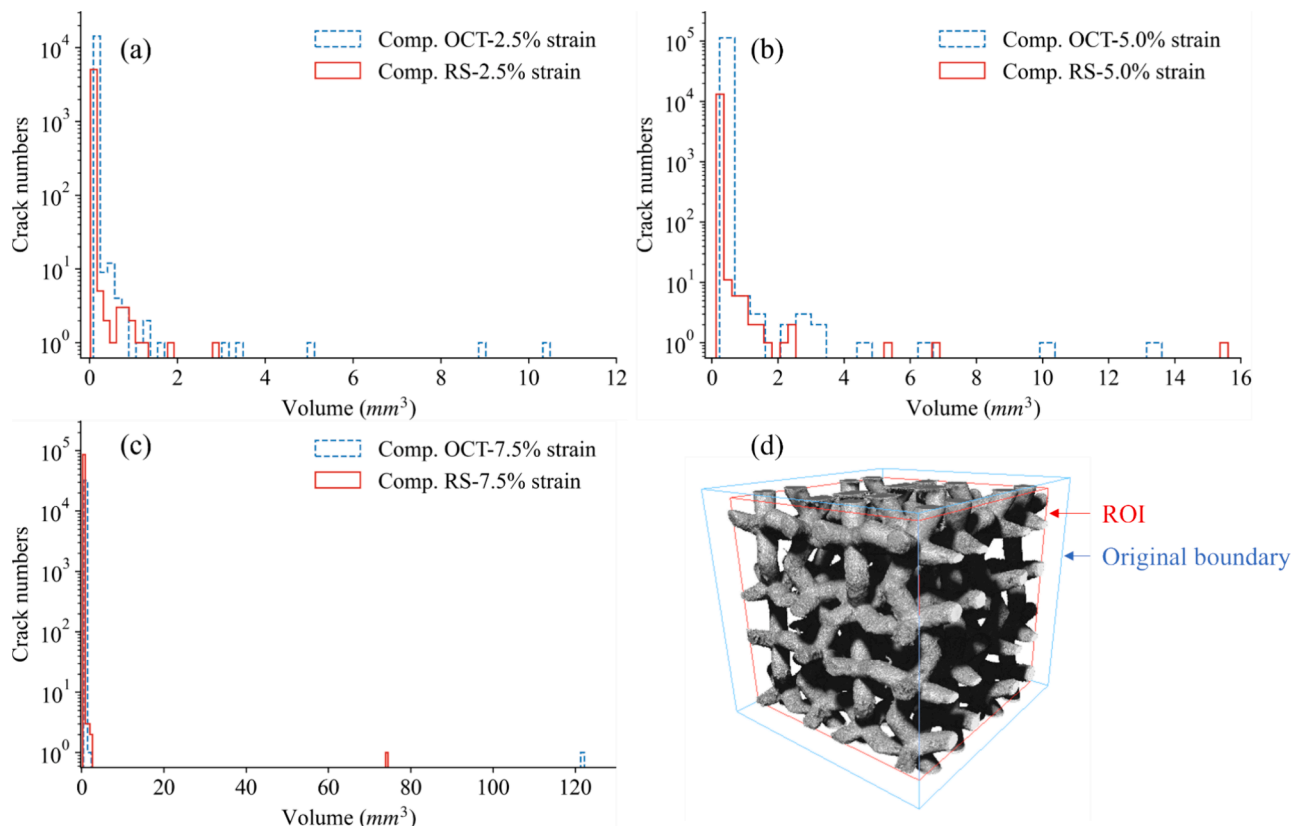 (a)
Comp. OCT-2.5% strain
Comp. RS-2.5% strain
Crack numbers
10^4
10^3
10^2
10^1
10^0
0 2 4 6 8 10 12
Volume (mm^3)
(b)
Comp. OCT-5.0% strain
Comp. RS-5.0% strain
Crack numbers
10^5
10^4
10^3
10^2
10^1
10^0
0 2 4 6 8 10 12 14 16
Volume (mm^3)
(c)
Comp. OCT-7.5% strain
Comp. RS-7.5% strain
Crack numbers
10^5
10^4
10^3
10^2
10^1
10^0
0 20 40 60 80 100 120
Volume (mm^3)
(d)
ROI
Original boundary